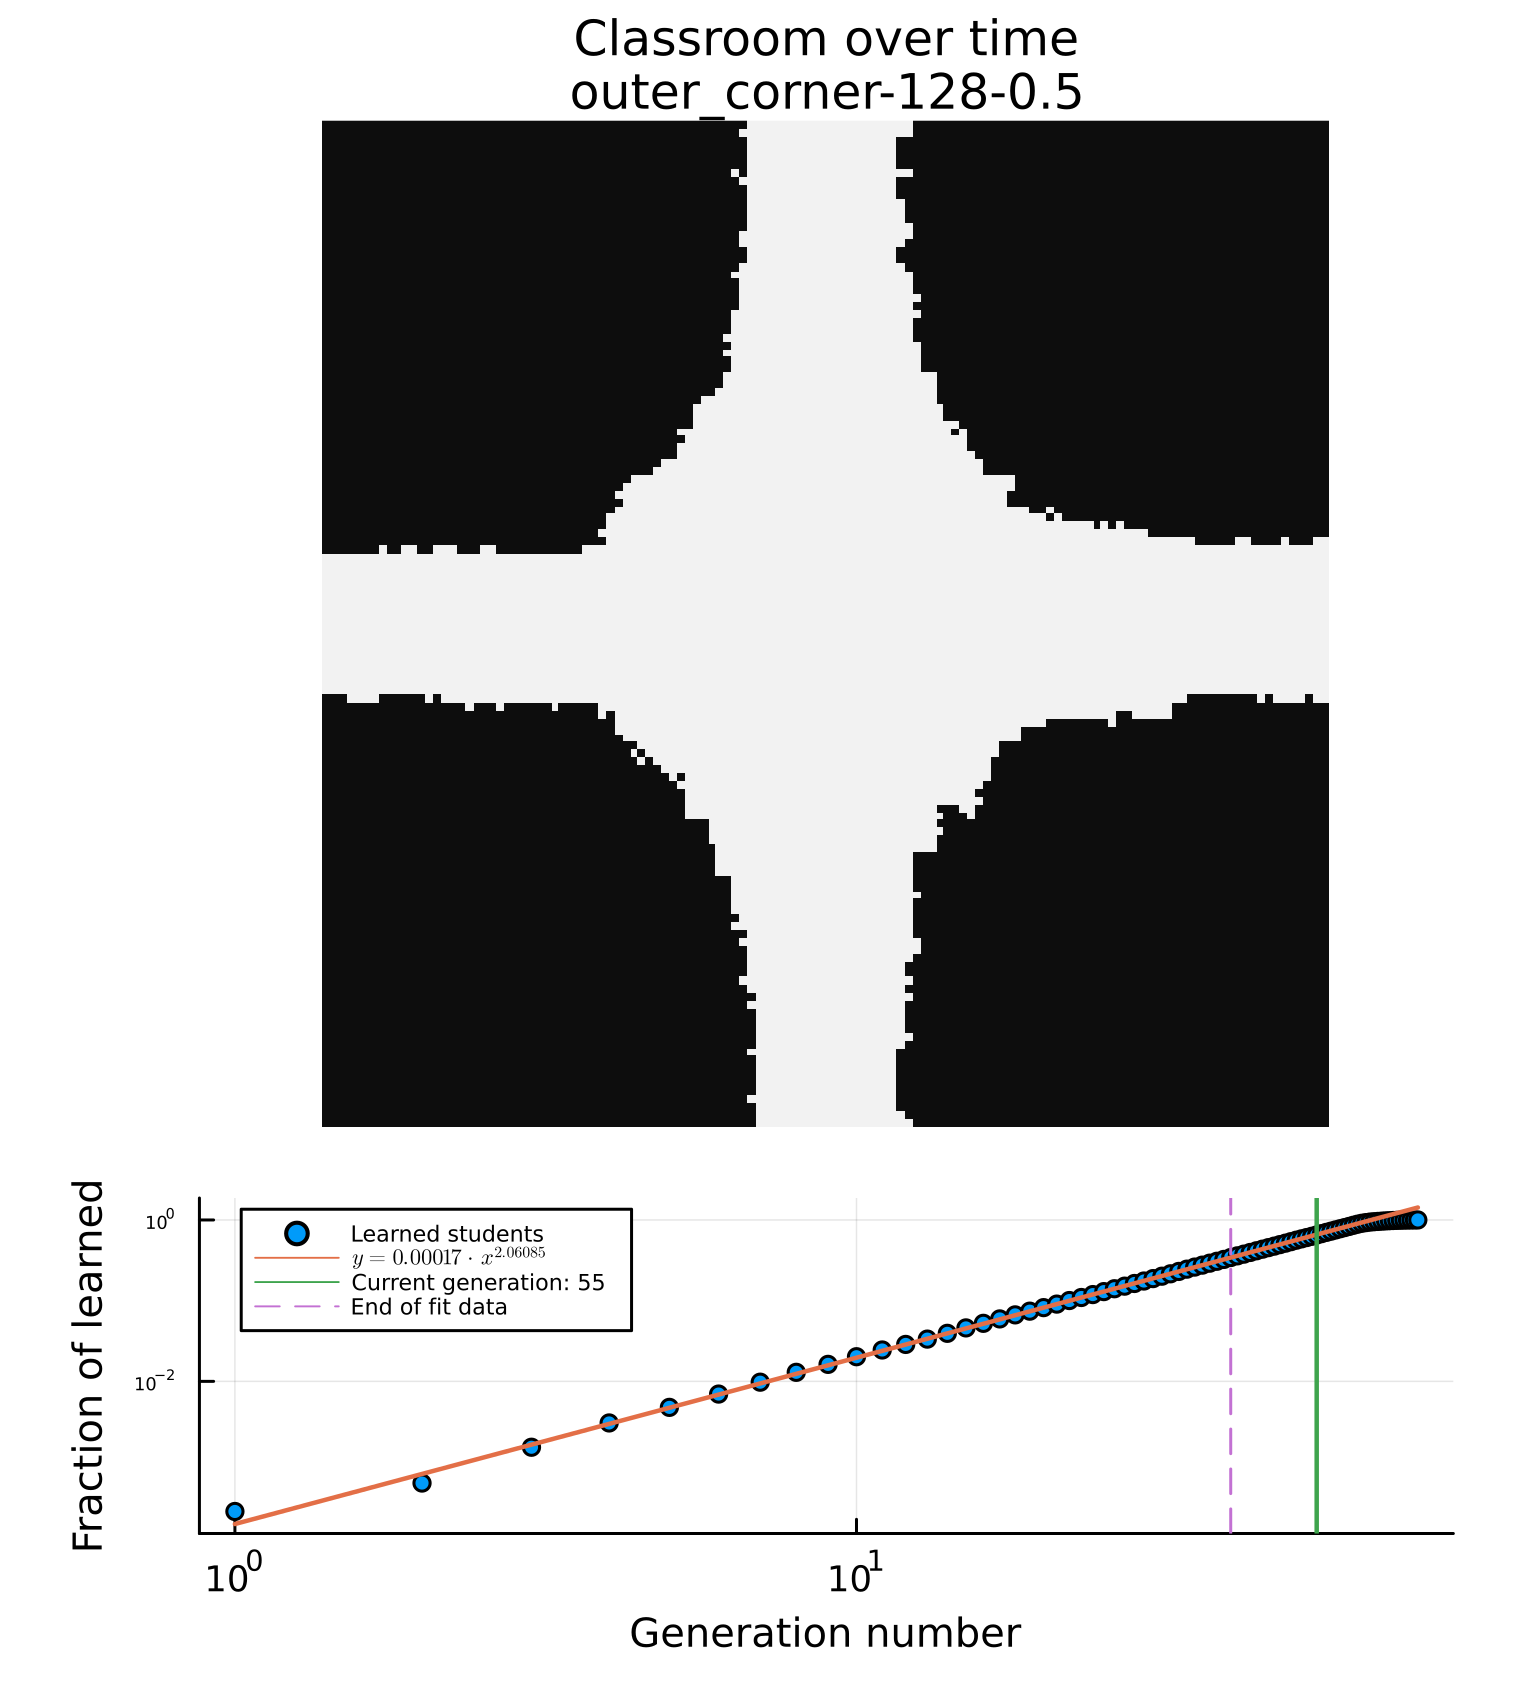 Classroom over time
outer_corner-128-0.5
Fraction of learned
10^0
10^-2
Learned students
y = 0.00017 · x^2.06085
Current generation: 55
End of fit data
10^0
10^1
Generation number